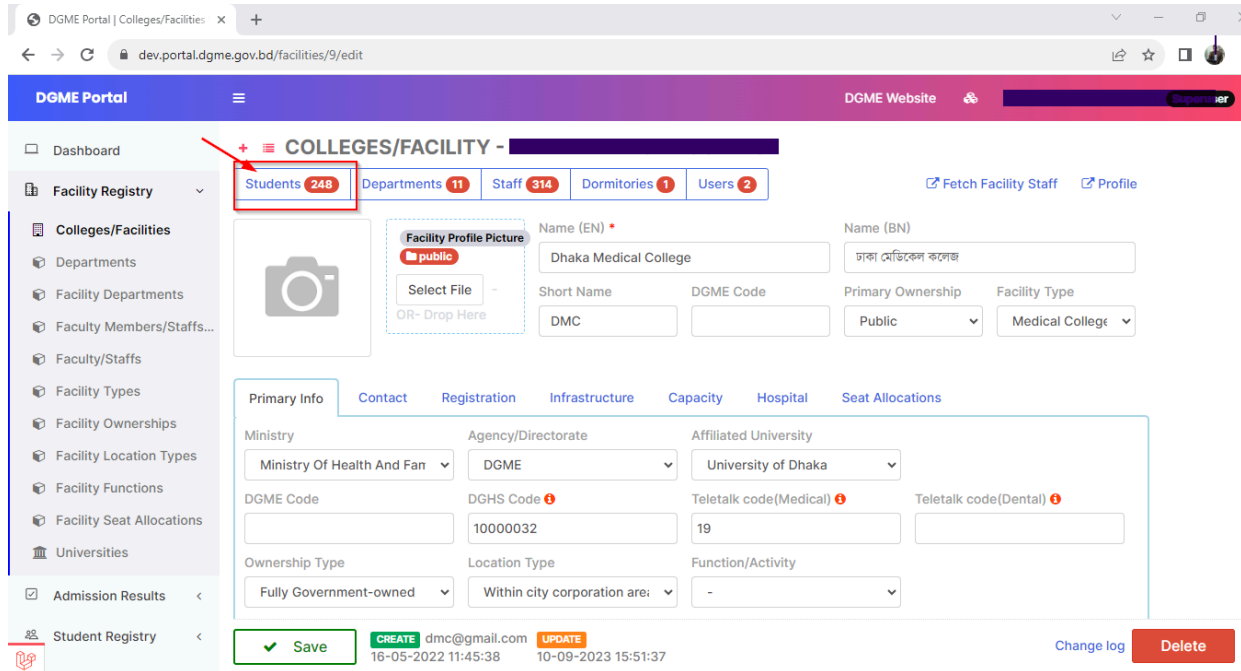 DGME Portal | Colleges/Facilities
dev.portal.dgme.gov.bd/facilities/9/edit
DGME Portal
DGME Website
Dashboard
Facility Registry
Colleges/Facilities
Departments
Facility Departments
Faculty Members/Staffs...
Faculty/Staffs
Facility Types
Facility Ownerships
Facility Location Types
Facility Functions
Facility Seat Allocations
Universities
Admission Results
Student Registry
COLLEGES/FACILITY -
Students 248 Departments 11 Staff 314 Dormitories 1 Users 2
Fetch Facility Staff Profile
Facility Profile Picture
public
Select File -
OR- Drop Here
Name (EN) * Name (BN)
Dhaka Medical College ঢাকা মেডিকেল কলেজ
Short Name DGME Code Primary Ownership Facility Type
DMC Public Medical College
Primary Info Contact Registration Infrastructure Capacity Hospital Seat Allocations
Ministry Agency/Directorate Affiliated University
Ministry Of Health And Fam DGME University of Dhaka
DGME Code DGHS Code Teletalk code(Medical) Teletalk code(Dental)
10000032 19
Ownership Type Location Type Function/Activity
Fully Government-owned Within city corporation area -
Save CREATE dmc@gmail.com UPDATE
16-05-2022 11:45:38 10-09-2023 15:51:37
Change log Delete